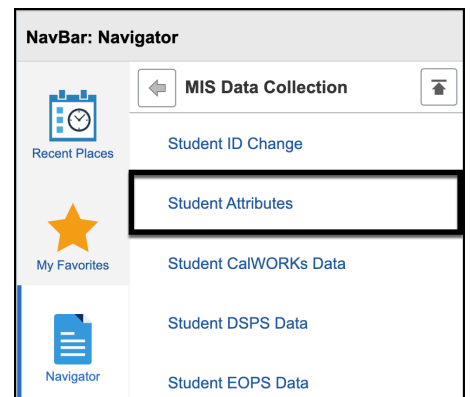 NavBar: Navigator
MIS Data Collection
Recent Places
My Favorites
Navigator
Student ID Change
Student Attributes
Student CalWORKs Data
Student DSPS Data
Student EOPS Data